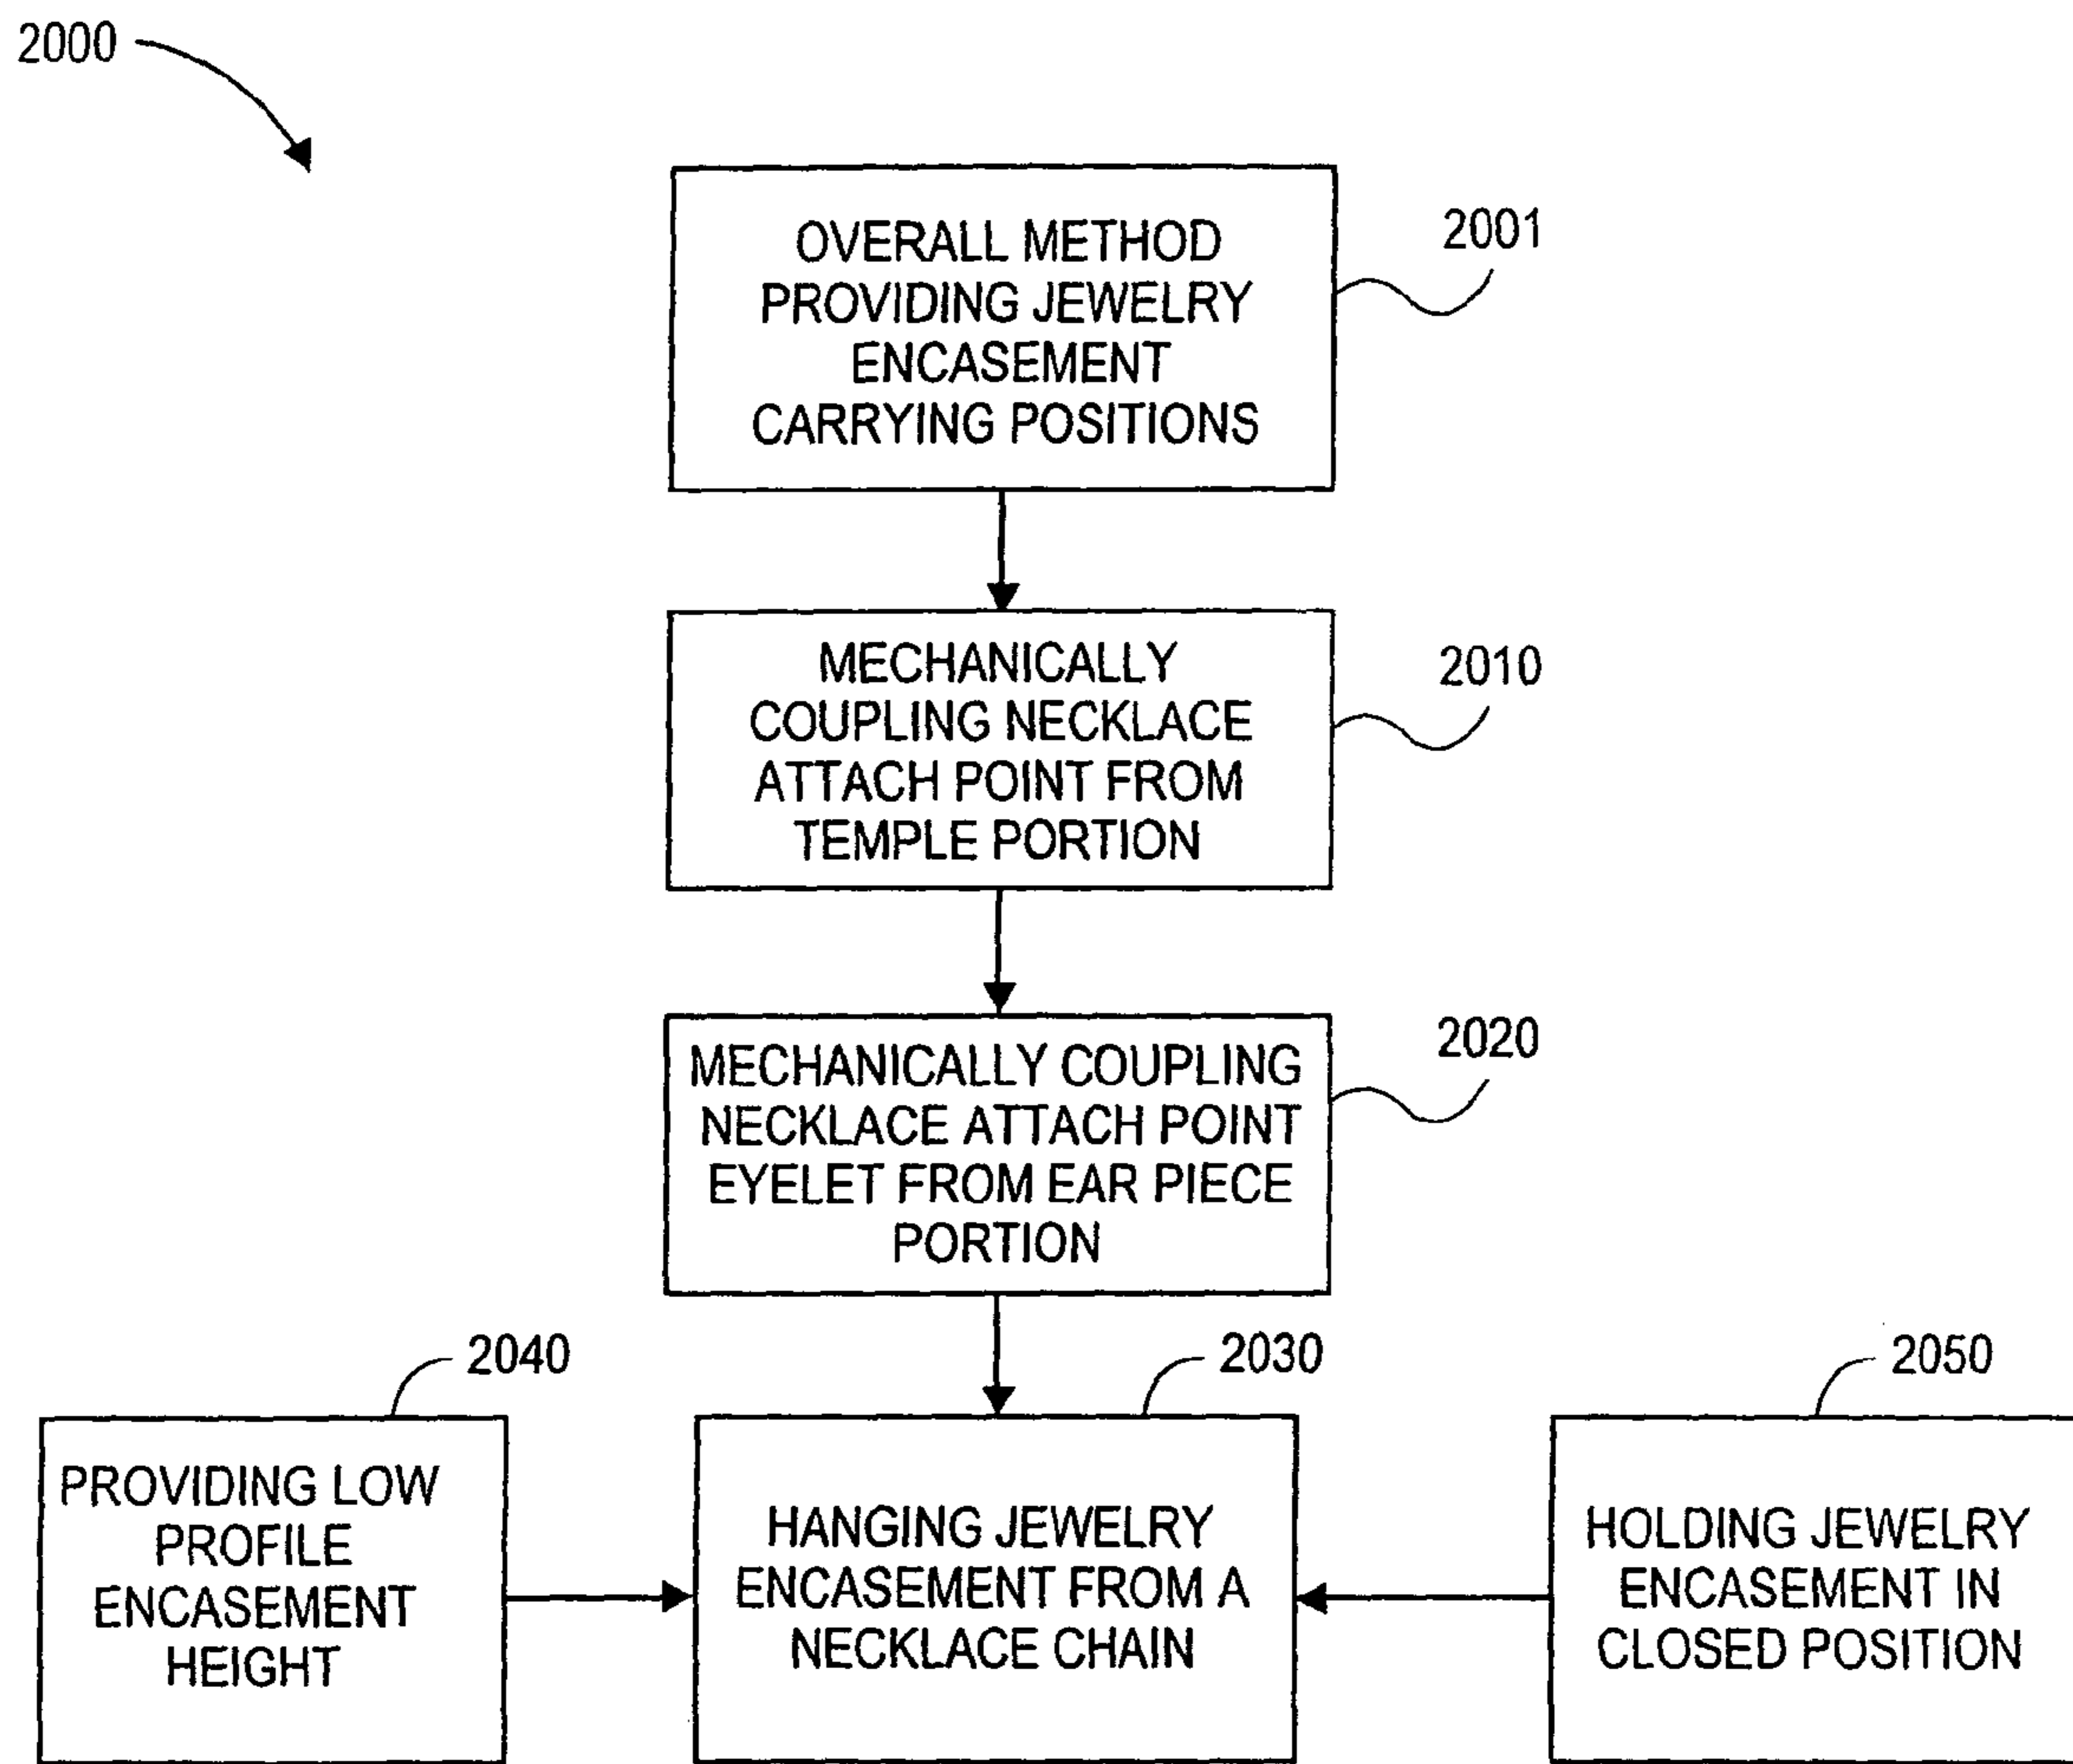 2000
OVERALL METHOD
PROVIDING JEWELRY
ENCASEMENT
CARRYING POSITIONS
2001
MECHANICALLY
COUPLING NECKLACE
ATTACH POINT FROM
TEMPLE PORTION
2010
MECHANICALLY COUPLING
NECKLACE ATTACH POINT
EYELET FROM EAR PIECE
PORTION
2020
2040
PROVIDING LOW
PROFILE
ENCASEMENT
HEIGHT
2030
HANGING JEWELRY
ENCASEMENT FROM A
NECKLACE CHAIN
2050
HOLDING JEWELRY
ENCASEMENT IN
CLOSED POSITION